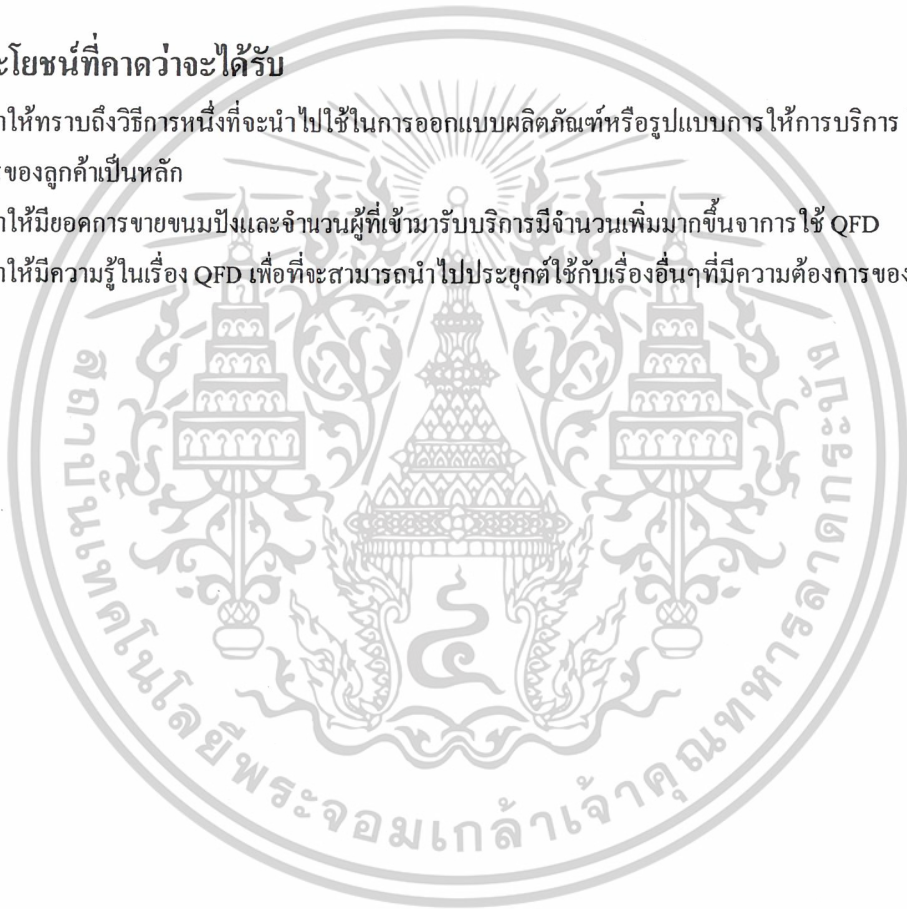 ะโยชน์ที่คาดว่าจะได้รับ
าให้ทราบถึงวิธีการหนึ่งที่จะนำไปใช้ในการออกแบบผลิตภัณฑ์หรือรูปแบบการให้การบริการ
รของลูกค้าเป็นหลัก
าให้มียอดการขายขนมปังและจำนวนผู้ที่เข้ามารับบริการมีจำนวนเพิ่มมากขึ้นจาการใช้ QFD
าให้มีความรู้ในเรื่อง QFD เพื่อที่จะสามารถนำไปประยุกต์ใช้กับเรื่องอื่นๆที่มีความต้องการของ
สถาบันเทคโนโลยีพระจอมเกล้าเจ้าคุณทหารลาดกระบัง
๔